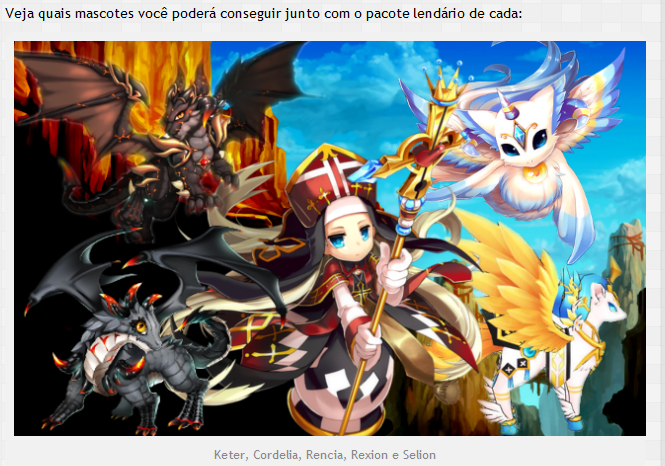 Veja quais mascotes você poderá conseguir junto com o pacote lendário de cada:
Keter, Cordelia, Rencia, Rexion e Selion